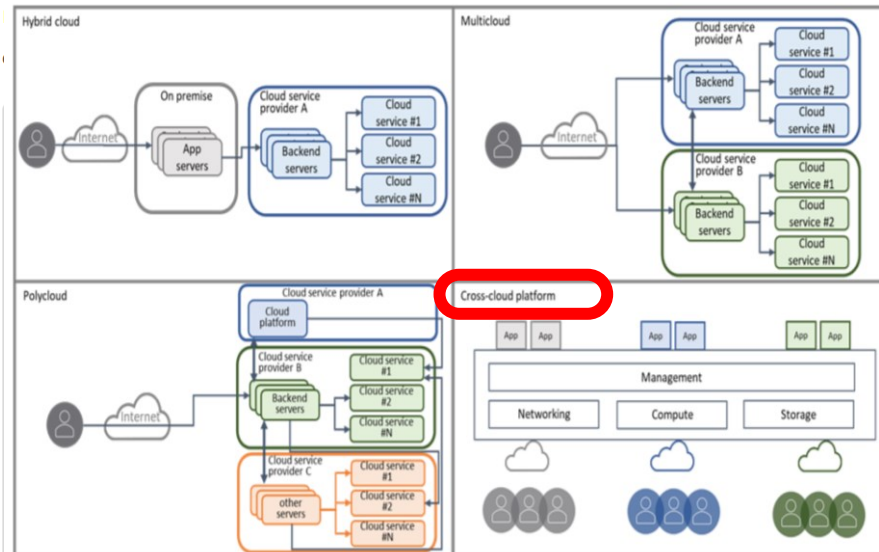 Hybrid cloud
On premise
Cloud service provider A
Internet
App
servers
Backend
servers
Cloud
service #1
Cloud
service #2
Cloud
service #N
Multicloud
Cloud service
provider A
Backend
servers
Cloud
service #1
Cloud
service #2
Cloud
service #N
Internet
Cloud service
provider B
Backend
servers
Cloud
service #1
Cloud
service #2
Cloud
service #N
Polycloud
Cloud service provider A
Cloud
platform
Cloud service
provider B
Internet
Backend
servers
Cloud service
#1
Cloud service
#2
Cloud service
#N
Cloud service
provider C
other
servers
Cloud service
#1
Cloud service
#2
Cloud service
#N
Cross-cloud platform
App App App App App App
Management
Networking Compute Storage